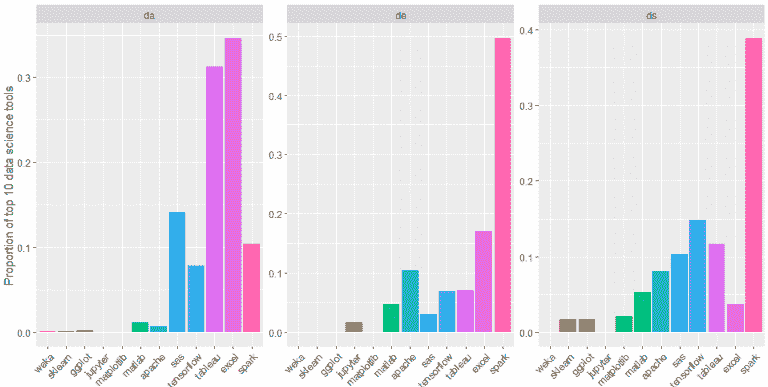 da
de
ds
Proportion of top 10 data science tools
0.3
0.2
0.1
0.0
0.5
0.4
0.3
0.2
0.1
0.0
0.4
0.3
0.2
0.1
0.0
weka
sklearn
ggplot
jupyter
matplotlib
matlab
apache
sas
tensorflow
tableau
excel
spark
weka
sklearn
ggplot
jupyter
matplotlib
matlab
apache
sas
tensorflow
tableau
excel
spark
weka
sklearn
ggplot
jupyter
matplotlib
matlab
apache
sas
tensorflow
tableau
excel
spark